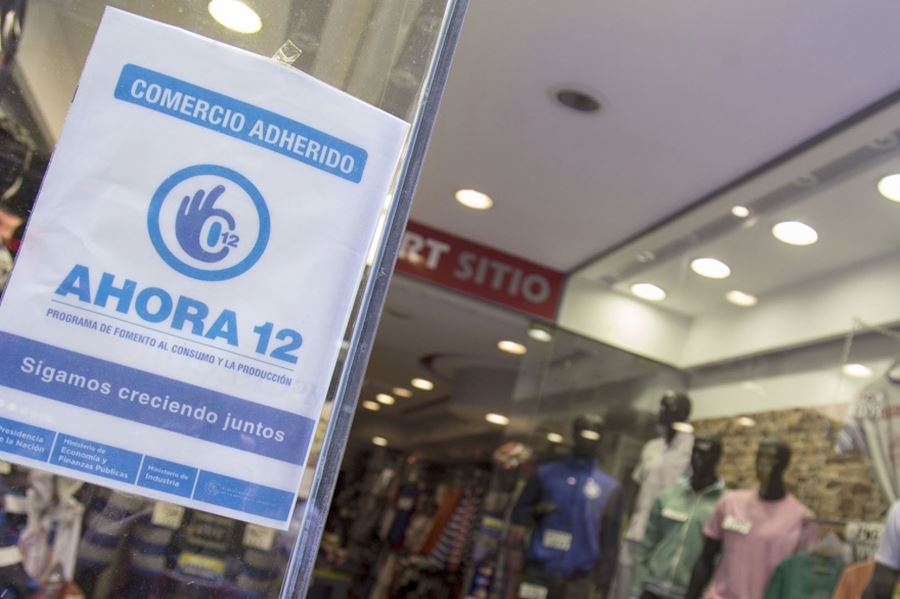 COMERCIO ADHERIDO
12
AHORA 12
PROGRAMA DE FOMENTO AL CONSUMO Y LA PRODUCCIÓN
Sigamos creciendo juntos
Presidencia
de la Nación
Ministerio de
Economía y
Finanzas Públicas
Ministerio de
Industria
RT SITIO